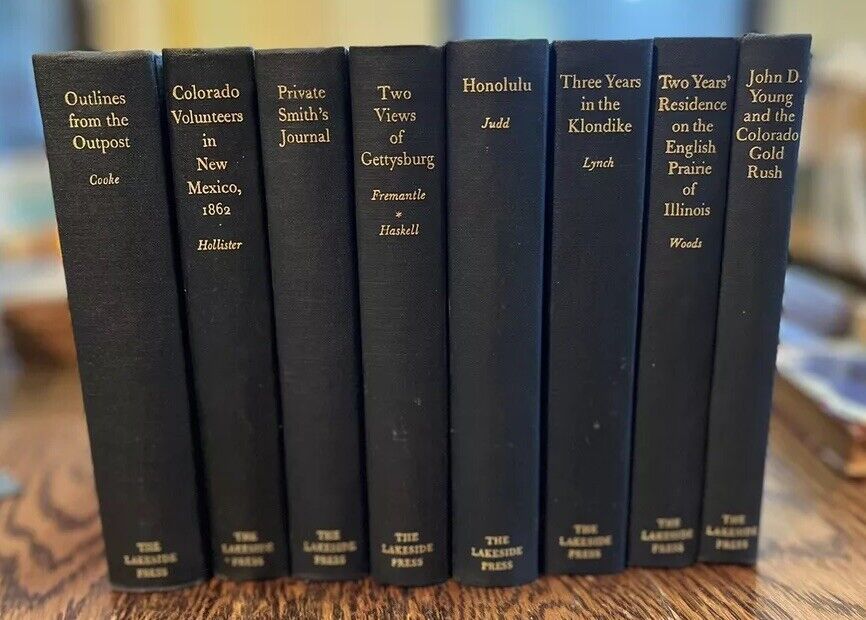 Outlines
from the
Outpost
Cooke
THE
LAKESIDE
PRESS
Colorado
Volunteers
in
New
Mexico,
1862
Hollister
THE
LAKESIDE
PRESS
Private
Smith's
Journal
THE
LAKESIDE
PRESS
Two
Views
of
Gettysburg
Fremantle
*
Haskell
THE
LAKESIDE
PRESS
Honolulu
Judd
THE
LAKESIDE
PRESS
Three Years
in the
Klondike
Lynch
THE
LAKESIDE
PRESS
Two Years'
Residence
on the
English
Prairie
of
Illinois
Woods
THE
LAKESIDE
PRESS
John D.
Young
and the
Colorado
Gold
Rush
THE
LAKESIDE
PRESS